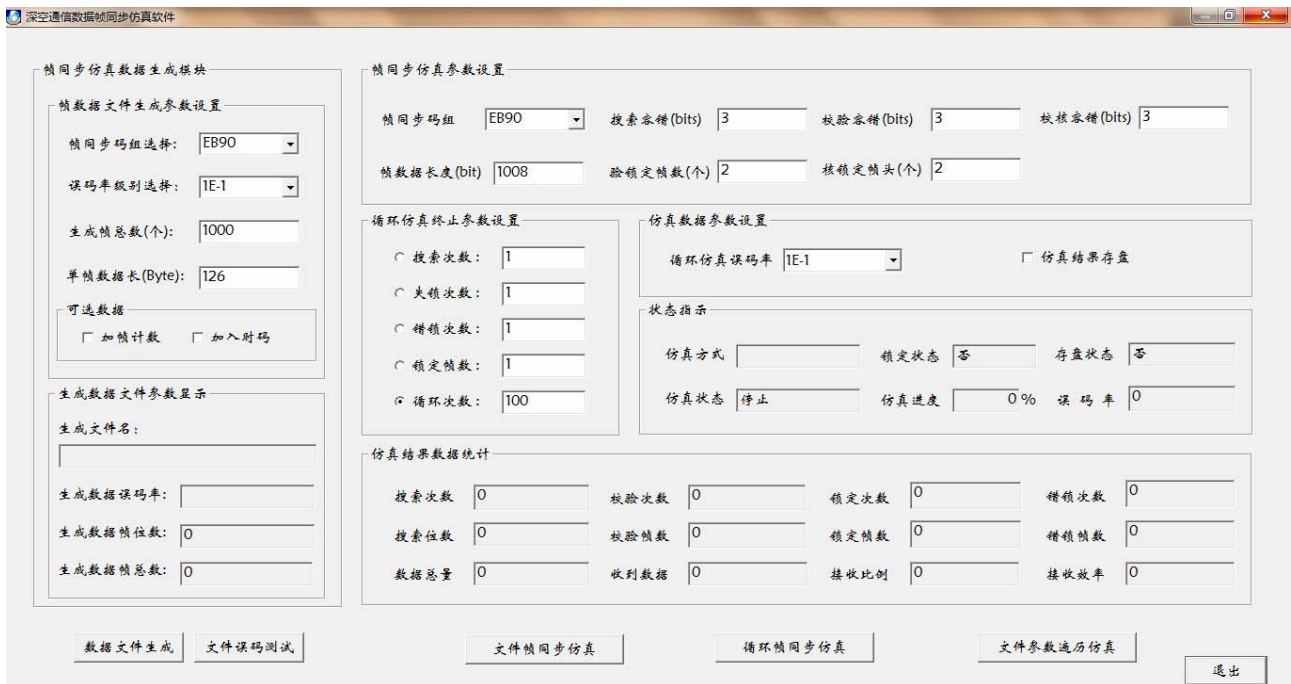 深空通信数据帧同步仿真软件
帧同步仿真数据生成模块
帧数据文件生成参数设置
帧同步码组选择: EB90
误码率级别选择: 1E-1
生成帧总数(个): 1000
单帧数据长(Byte): 126
可选数据
加帧计数 加入时码
生成数据文件参数显示
生成文件名:
生成数据误码率:
生成数据帧位数: 0
生成数据帧总数: 0
数据文件生成 文件误码测试
帧同步仿真参数设置
帧同步码组 EB90 搜索容错(bits) 3 校验容错(bits) 3 校核容错(bits) 3
帧数据长度(bit) 1008 验锁定帧数(个) 2 核锁定帧头(个) 2
循环仿真终止参数设置
搜索次数: 1
失锁次数: 1
错锁次数: 1
锁定帧数: 1
循环次数: 100
仿真数据参数设置
循环仿真误码率 1E-1 仿真结果存盘
状态指示
仿真方式 锁定状态 否 存盘状态 否
仿真状态 停止 仿真进度 0 % 误 码 率 0
仿真结果数据统计
搜索次数 0 校验次数 0 锁定次数 0 错锁次数 0
搜索位数 0 校验帧数 0 锁定帧数 0 错锁帧数 0
数据总量 0 收到数据 0 接收比例 0 接收效率 0
文件帧同步仿真 循环帧同步仿真 文件参数遍历仿真
退出